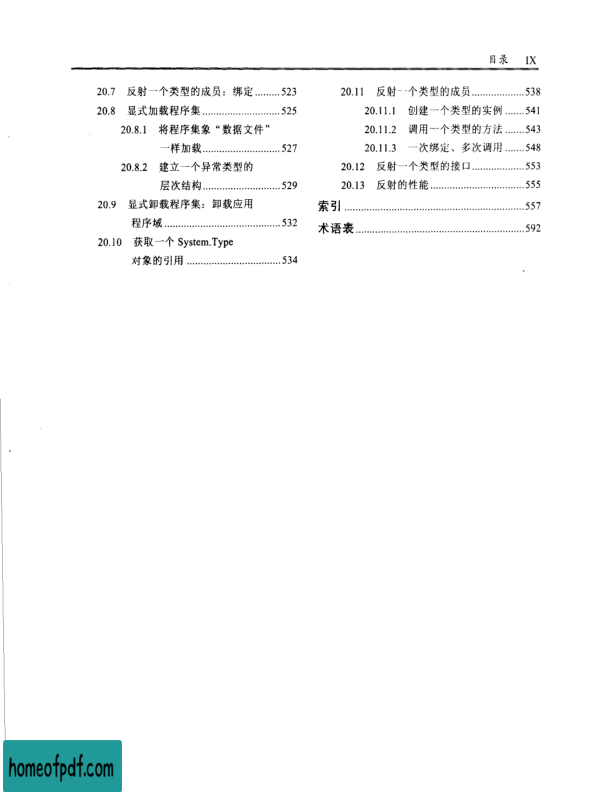 目录 IX
20.7 反射一个类型的成员：绑定.........523
20.8 显式加载程序集............................525
20.8.1 将程序集象“数据文件”
一样加载............................527
20.8.2 建立一个异常类型的
层次结构............................529
20.9 显式卸载程序集：卸载应用
程序域..........................................532
20.10 获取一个 System.Type
对象的引用..................................534
20.11 反射一个类型的成员...................538
20.11.1 创建一个类型的实例.......541
20.11.2 调用一个类型的方法.......543
20.11.3 一次绑定、多次调用.......548
20.12 反射一个类型的接口...................553
20.13 反射的性能..................................555
索引.................................................................557
术语表.............................................................592
homeofpdf.com